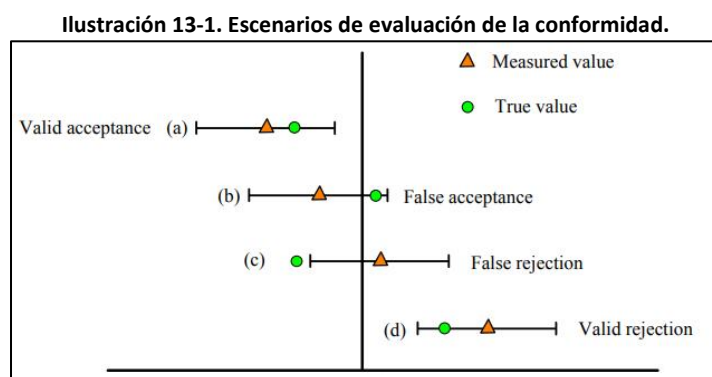 Ilustración 13-1. Escenarios de evaluación de la conformidad.
Measured value
True value
Valid acceptance (a)
(b) False acceptance
(c) False rejection
(d) Valid rejection